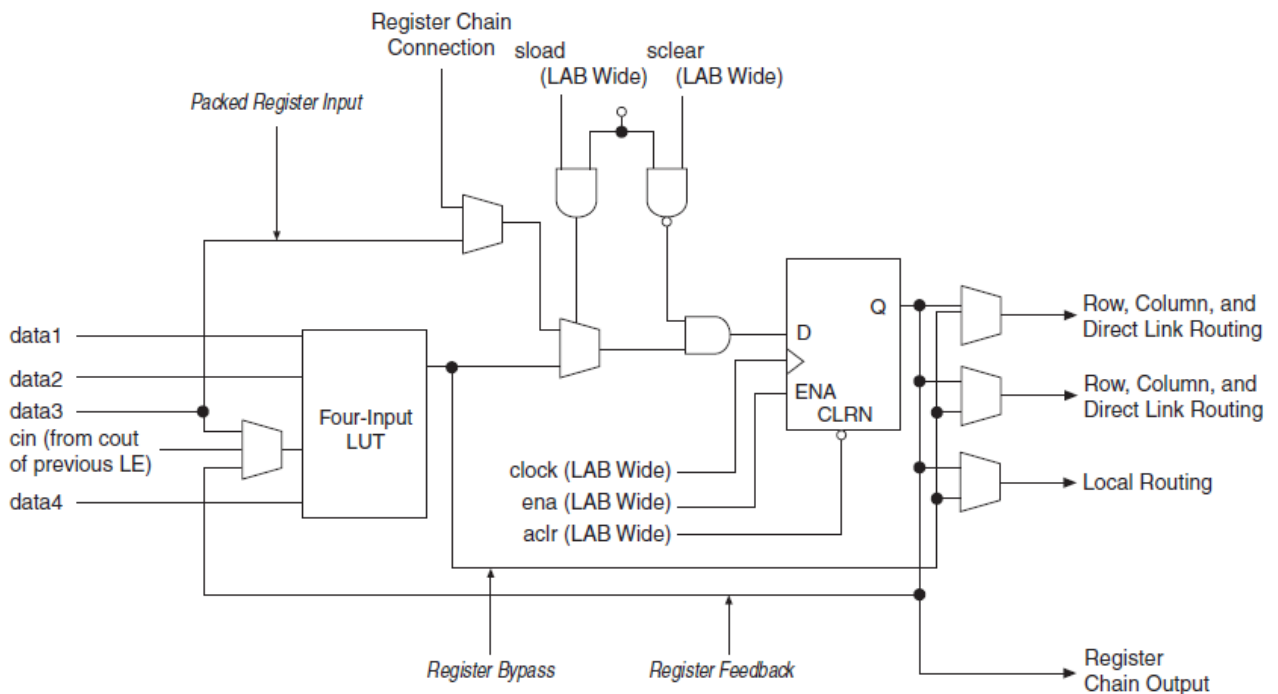 Register Chain
Connection
sload
(LAB Wide)
sclear
(LAB Wide)
Packed Register Input
data1
data2
data3
cin (from cout
of previous LE)
data4
Four-Input
LUT
D
Q
ENA
CLRN
clock (LAB Wide)
ena (LAB Wide)
aclr (LAB Wide)
Row, Column, and
Direct Link Routing
Row, Column, and
Direct Link Routing
Local Routing
Register Bypass
Register Feedback
Register
Chain Output